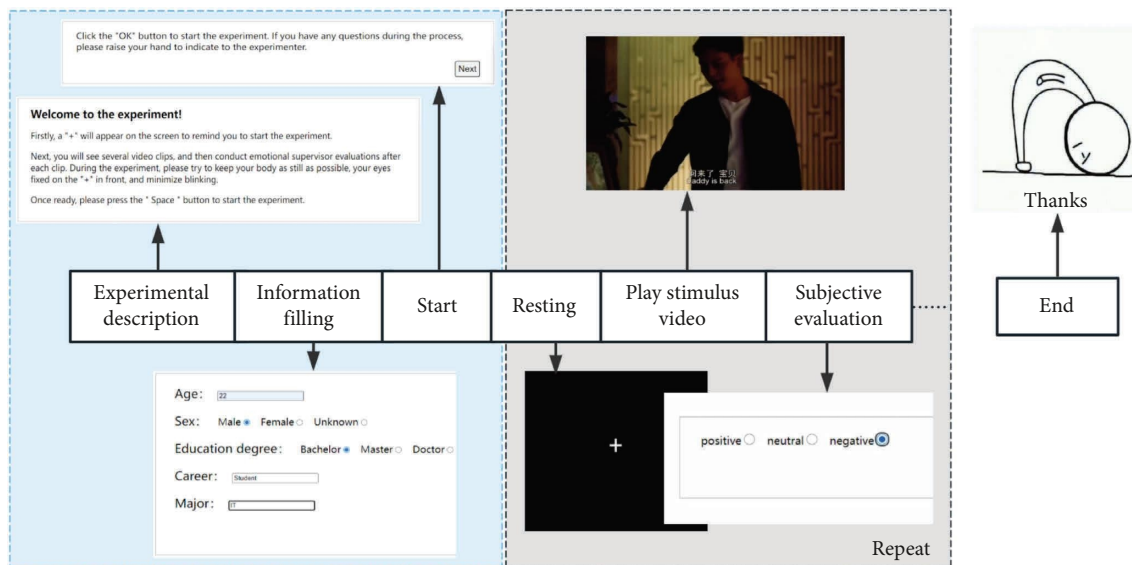 Click the "OK" button to start the experiment. If you have any questions during the process,
please raise your hand to indicate to the experimenter.
Next
Welcome to the experiment!
Firstly, a "+" will appear on the screen to remind you to start the experiment.
Next, you will see several video clips, and then conduct emotional supervisor evaluations after
each clip. During the experiment, please try to keep your body as still as possible, your eyes
fixed on the "+" in front, and minimize blinking.
Once ready, please press the " Space " button to start the experiment.
来了 宝贝
addy is back
Thanks
Experimental
description
Information
filling
Start
Resting
Play stimulus
video
Subjective
evaluation
End
Age: 22
Sex: Male Female Unknown
Education degree: Bachelor Master Doctor
Career: Student
Major: IT
+
positive neutral negative
Repeat